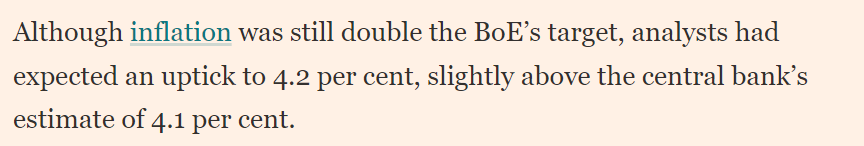 Although inflation was still double the BoE’s target, analysts had
expected an uptick to 4.2 per cent, slightly above the central bank’s
estimate of 4.1 per cent.